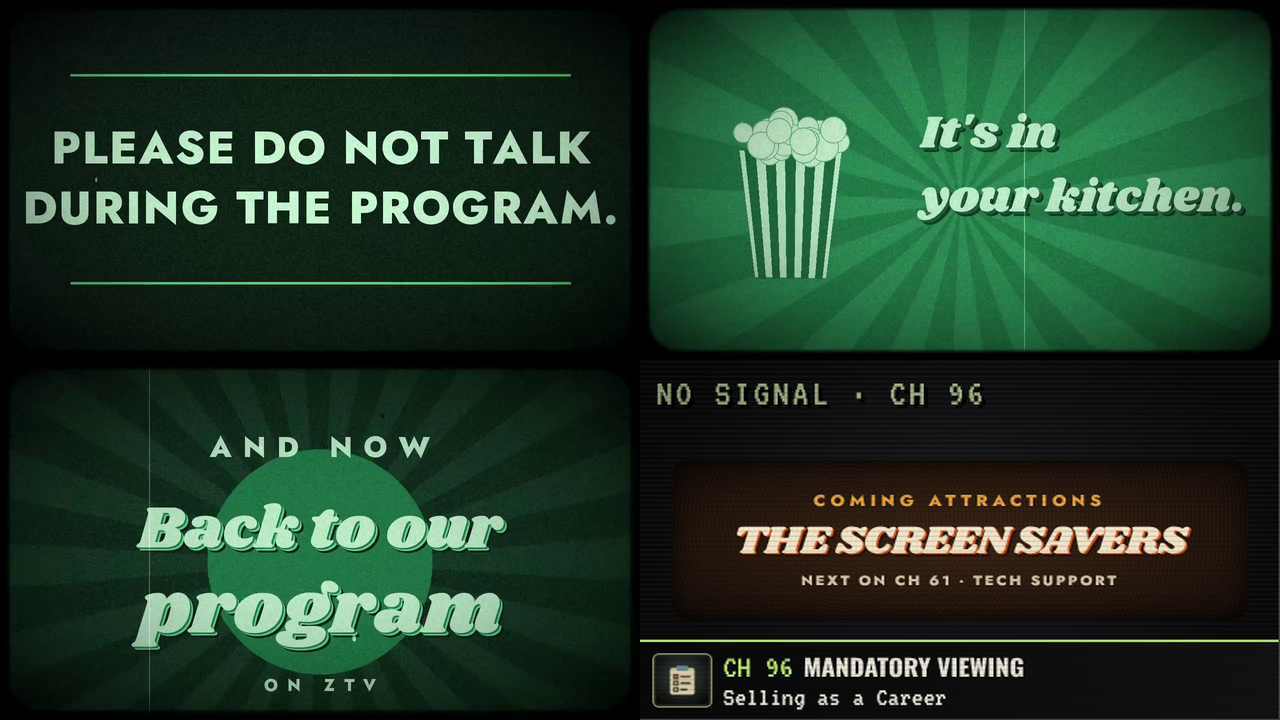 PLEASE DO NOT TALK
DURING THE PROGRAM.
It's in
your kitchen.
AND NOW
Back to our
program
ON ZTV
NO SIGNAL · CH 96
COMING ATTRACTIONS
THE SCREEN SAVERS
NEXT ON CH 61 · TECH SUPPORT
CH 96 MANDATORY VIEWING
Selling as a Career